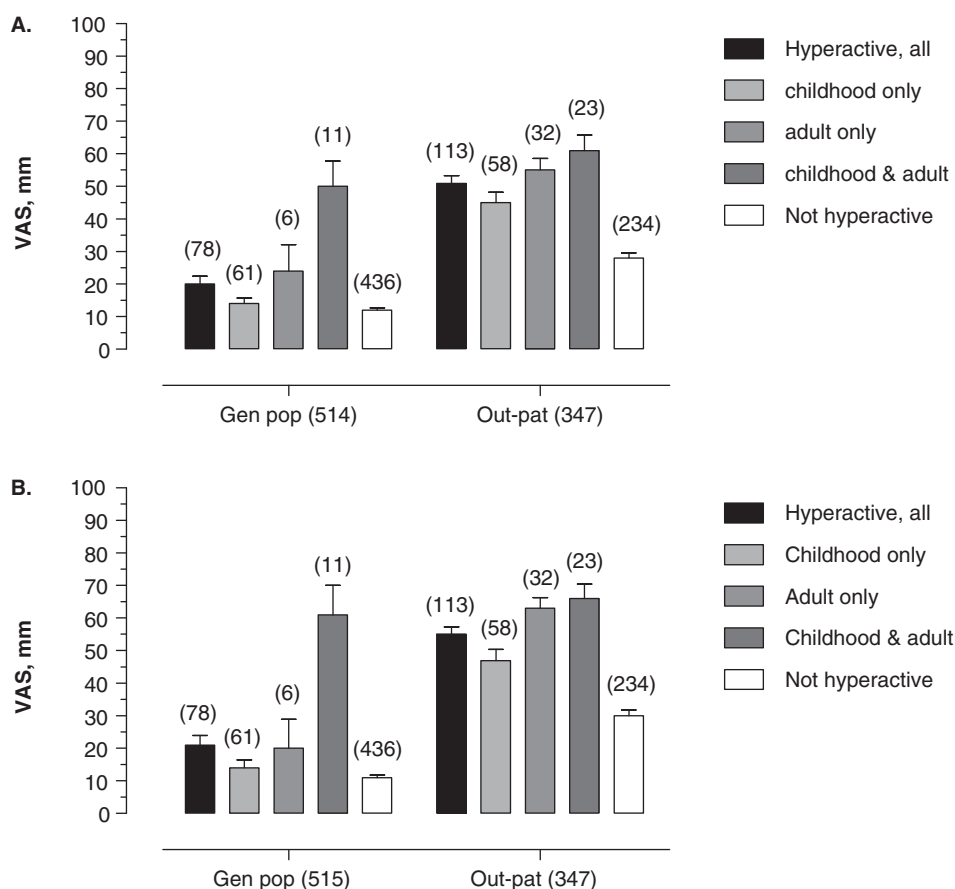 A.
100
90
80
70
60
50
40
30
20
10
0
VAS, mm
(78)
(61)
(6)
(11)
(436)
(113)
(58)
(32)
(23)
(234)
Gen pop (514)
Out-pat (347)
Hyperactive, all
childhood only
adult only
childhood & adult
Not hyperactive
B.
100
90
80
70
60
50
40
30
20
10
0
VAS, mm
(78)
(61)
(6)
(11)
(436)
(113)
(58)
(32)
(23)
(234)
Gen pop (515)
Out-pat (347)
Hyperactive, all
Childhood only
Adult only
Childhood & adult
Not hyperactive